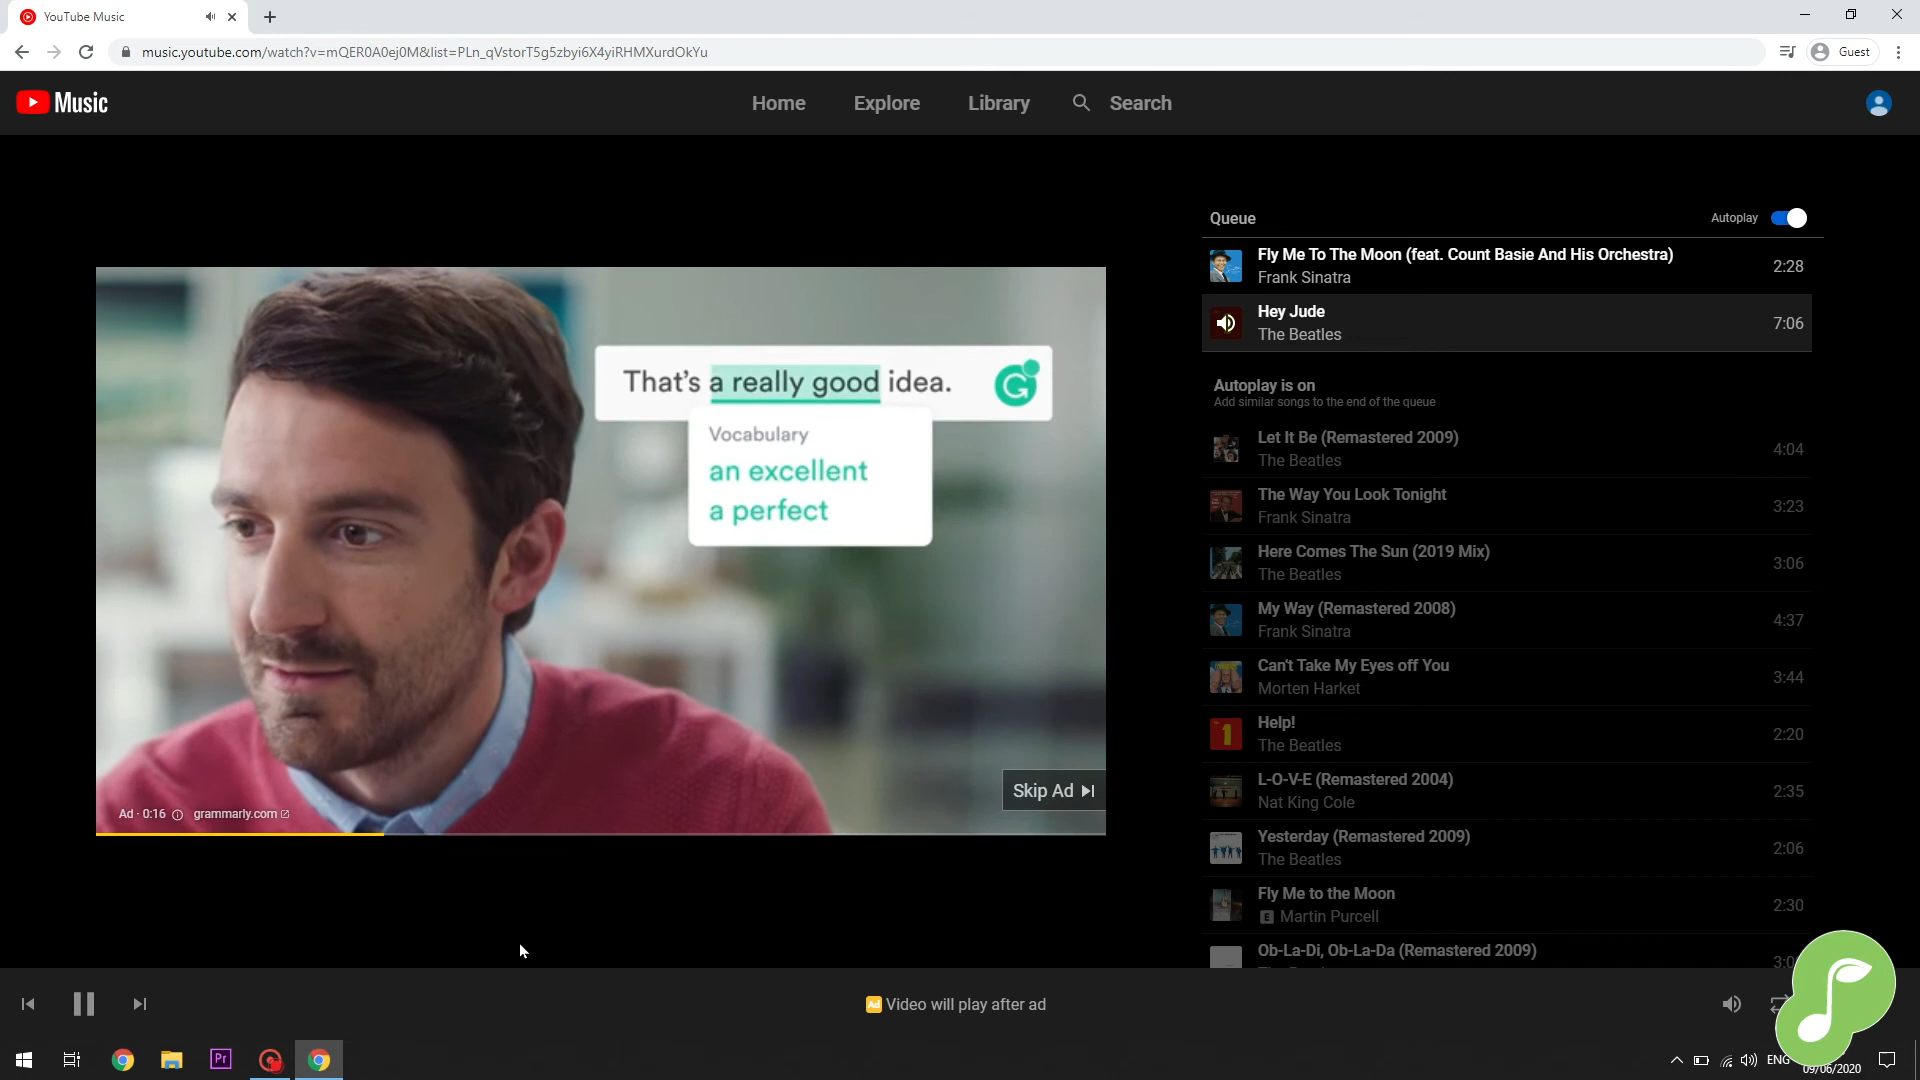 YouTube Music
music.youtube.com/watch?v=mQER0A0ej0M&list=PLn_qVstorT5g5zbyi6X4yiRHMXurdOkYu
Guest
Music
Home
Explore
Library
Search
That's a really good idea.
Vocabulary
an excellent
a perfect
Skip Ad
Ad · 0:16
grammarly.com
Queue
Autoplay
Fly Me To The Moon (feat. Count Basie And His Orchestra)
Frank Sinatra
2:28
Hey Jude
The Beatles
7:06
Autoplay is on
Add similar songs to the end of the queue
Let It Be (Remastered 2009)
The Beatles
4:04
The Way You Look Tonight
Frank Sinatra
3:23
Here Comes The Sun (2019 Mix)
The Beatles
3:06
My Way (Remastered 2008)
Frank Sinatra
4:37
Can't Take My Eyes off You
Morten Harket
3:44
Help!
The Beatles
2:20
L-O-V-E (Remastered 2004)
Nat King Cole
2:35
Yesterday (Remastered 2009)
The Beatles
2:06
Fly Me to the Moon
E Martin Purcell
2:30
Ob-La-Di, Ob-La-Da (Remastered 2009)
Ad Video will play after ad
Pr
ENG
09/06/2020